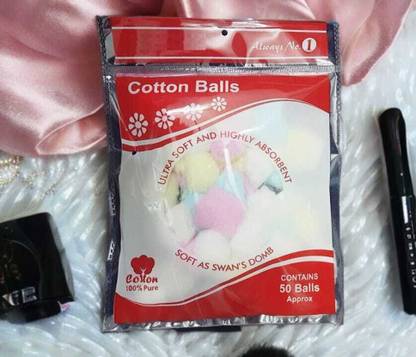 Always No. 1
Cotton Balls
ULTRA SOFT AND HIGHLY ABSORBENT
SOFT AS SWAN'S DOMB
Cotton
100% Pure
CONTAINS
50 Balls
Approx